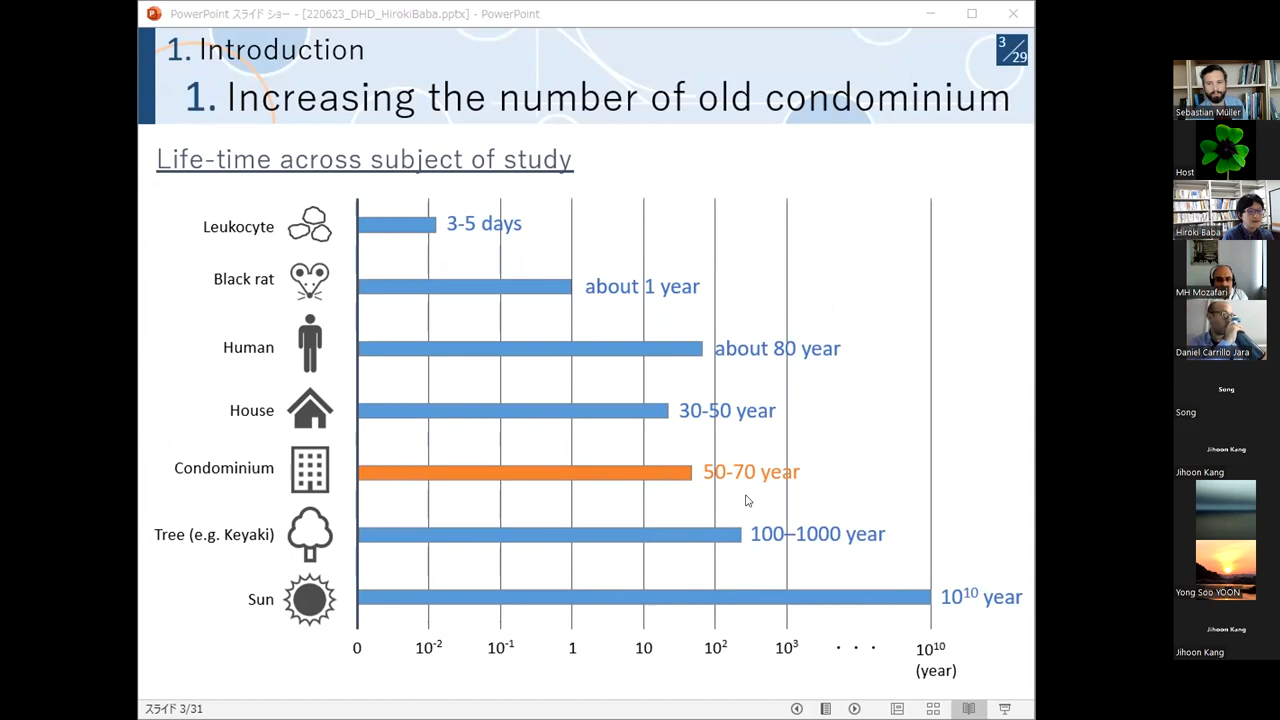 PowerPoint スライド ショー - [220623_DHD_HirokiBaba.pptx] - PowerPoint
1. Introduction
3/29
1. Increasing the number of old condominium
Life-time across subject of study
Leukocyte
3-5 days
Black rat
about 1 year
Human
about 80 year
House
30-50 year
Condominium
50-70 year
Tree (e.g. Keyaki)
100–1000 year
Sun
10¹⁰ year
0 10⁻² 10⁻¹ 1 10 10² 10³ · · · 10¹⁰
(year)
スライド 3/31
Sebastian Müller
Host
Hiroki Baba
MH Mozafari
Daniel Carrillo Jara
Song
Song
Jihoon Kang
Jihoon Kang
Yong Soo YOON
Jihoon Kang
Jihoon Kang